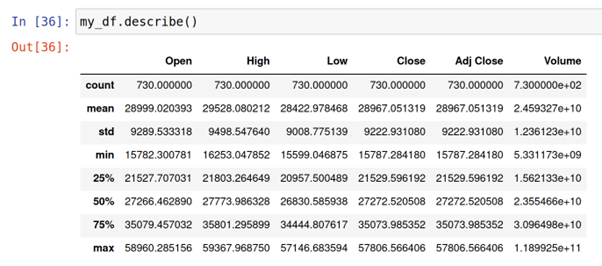 In [36]: my_df.describe()
Out[36]:
Open High Low Close Adj Close Volume
count 730.000000 730.000000 730.000000 730.000000 730.000000 7.300000e+02
mean 28999.020393 29528.080212 28422.978468 28967.051319 28967.051319 2.459327e+10
std 9289.533318 9498.547640 9008.775139 9222.931080 9222.931080 1.236123e+10
min 15782.300781 16253.047852 15599.046875 15787.284180 15787.284180 5.331173e+09
25% 21527.707031 21803.264649 20957.500489 21529.596192 21529.596192 1.562133e+10
50% 27266.462890 27773.986328 26830.585938 27272.520508 27272.520508 2.355466e+10
75% 35079.457032 35801.295899 34444.807617 35073.985352 35073.985352 3.096498e+10
max 58960.285156 59367.968750 57146.683594 57806.566406 57806.566406 1.189925e+11